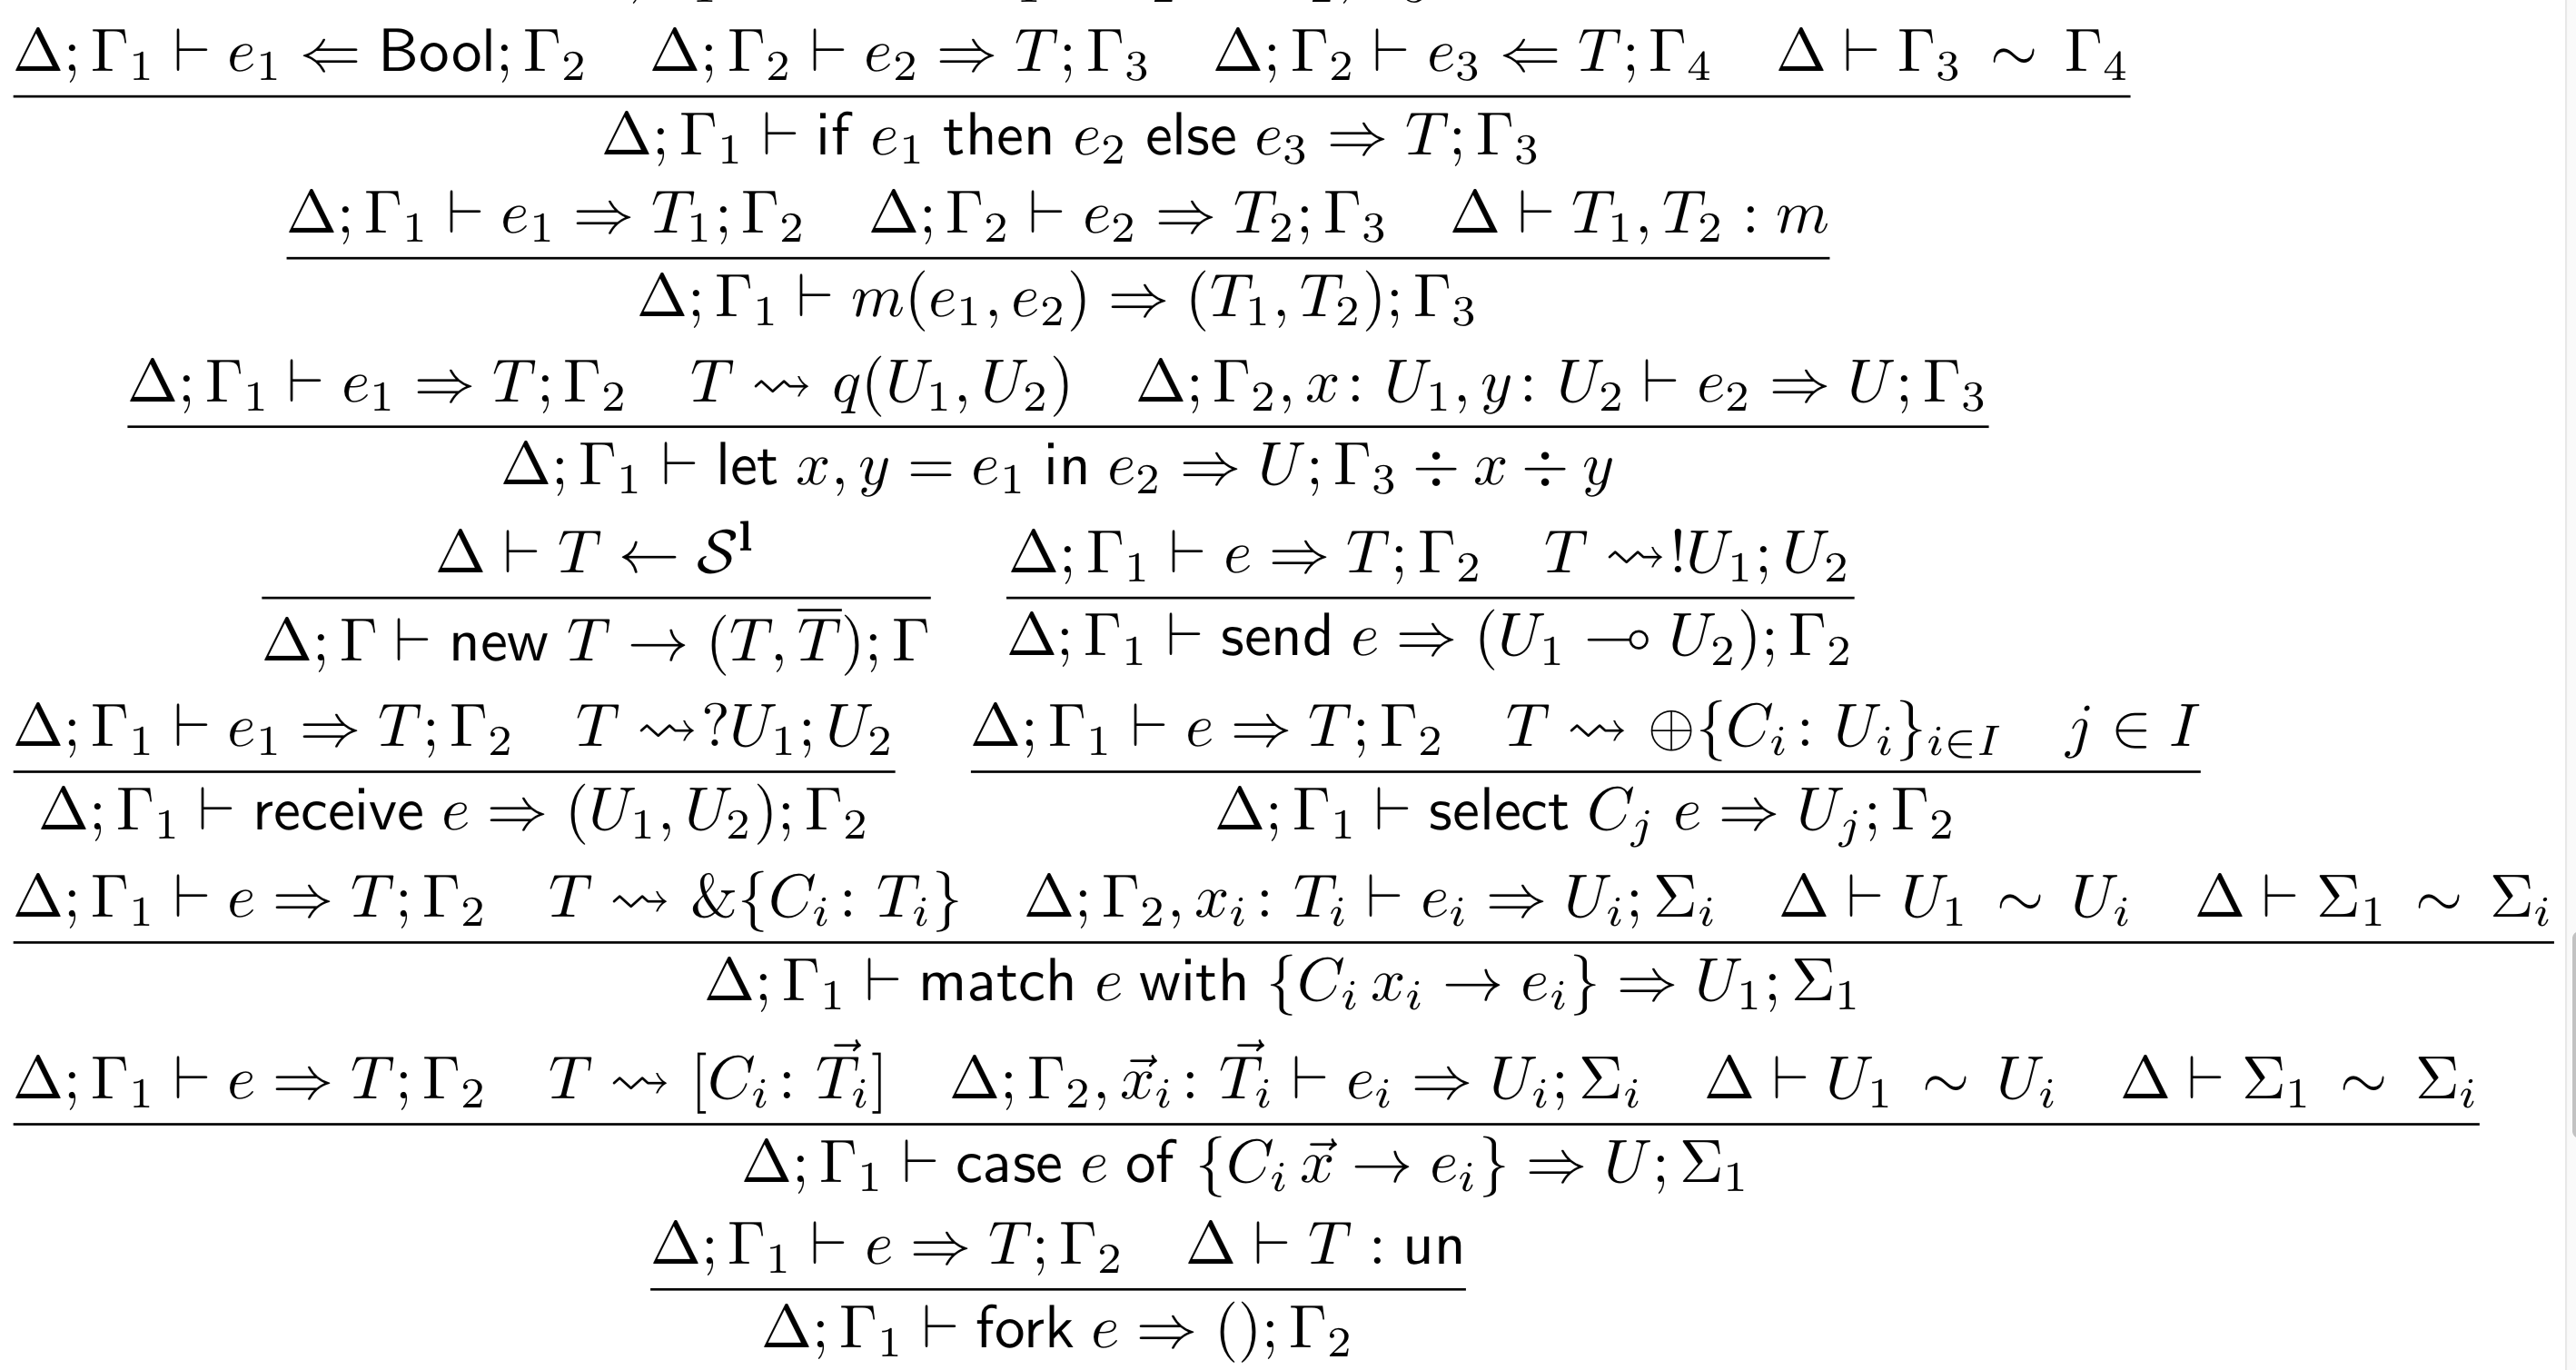 Δ; Γ₁ ⊢ e₁ ⇐ Bool; Γ₂ Δ; Γ₂ ⊢ e₂ ⇒ T; Γ₃ Δ; Γ₂ ⊢ e₃ ⇐ T; Γ₄ Δ ⊢ Γ₃ ∼ Γ₄
Δ; Γ₁ ⊢ if e₁ then e₂ else e₃ ⇒ T; Γ₃
Δ; Γ₁ ⊢ e₁ ⇒ T₁; Γ₂ Δ; Γ₂ ⊢ e₂ ⇒ T₂; Γ₃ Δ ⊢ T₁, T₂ : m
Δ; Γ₁ ⊢ m(e₁, e₂) ⇒ (T₁, T₂); Γ₃
Δ; Γ₁ ⊢ e₁ ⇒ T; Γ₂ T ⇝ q(U₁, U₂) Δ; Γ₂, x: U₁, y: U₂ ⊢ e₂ ⇒ U; Γ₃
Δ; Γ₁ ⊢ let x, y = e₁ in e₂ ⇒ U; Γ₃ ÷ x ÷ y
Δ ⊢ T ← 𝒮ˡ Δ; Γ₁ ⊢ e ⇒ T; Γ₂ T ⇝!U₁; U₂
Δ; Γ ⊢ new T → (T, T̅); Γ Δ; Γ₁ ⊢ send e ⇒ (U₁ ⊸ U₂); Γ₂
Δ; Γ₁ ⊢ e₁ ⇒ T; Γ₂ T ⇝?U₁; U₂ Δ; Γ₁ ⊢ e ⇒ T; Γ₂ T ⇝ ⊕{Cᵢ: Uᵢ}ᵢ∈I j ∈ I
Δ; Γ₁ ⊢ receive e ⇒ (U₁, U₂); Γ₂ Δ; Γ₁ ⊢ select Cⱼ e ⇒ Uⱼ; Γ₂
Δ; Γ₁ ⊢ e ⇒ T; Γ₂ T ⇝ &{Cᵢ: Tᵢ} Δ; Γ₂, xᵢ: Tᵢ ⊢ eᵢ ⇒ Uᵢ; Σᵢ Δ ⊢ U₁ ∼ Uᵢ Δ ⊢ Σ₁ ∼ Σᵢ
Δ; Γ₁ ⊢ match e with {Cᵢ xᵢ → eᵢ} ⇒ U₁; Σ₁
Δ; Γ₁ ⊢ e ⇒ T; Γ₂ T ⇝ [Cᵢ: T⃗ᵢ] Δ; Γ₂, x⃗ᵢ: T⃗ᵢ ⊢ eᵢ ⇒ Uᵢ; Σᵢ Δ ⊢ U₁ ∼ Uᵢ Δ ⊢ Σ₁ ∼ Σᵢ
Δ; Γ₁ ⊢ case e of {Cᵢ x⃗ → eᵢ} ⇒ U; Σ₁
Δ; Γ₁ ⊢ e ⇒ T; Γ₂ Δ ⊢ T : un
Δ; Γ₁ ⊢ fork e ⇒ (); Γ₂